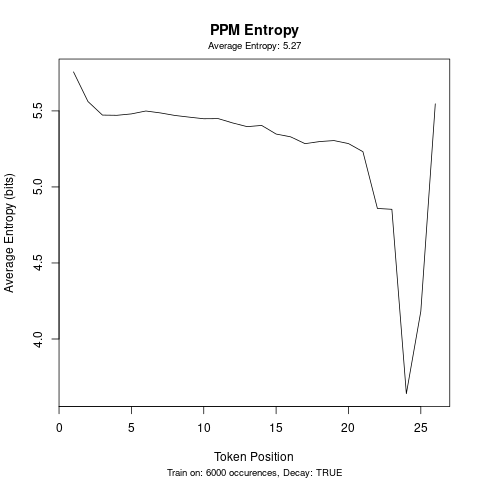 PPM Entropy
Average Entropy: 5.27
Average Entropy (bits)
5.5
5.0
4.5
4.0
0 5 10 15 20 25
Token Position
Train on: 6000 occurences, Decay: TRUE